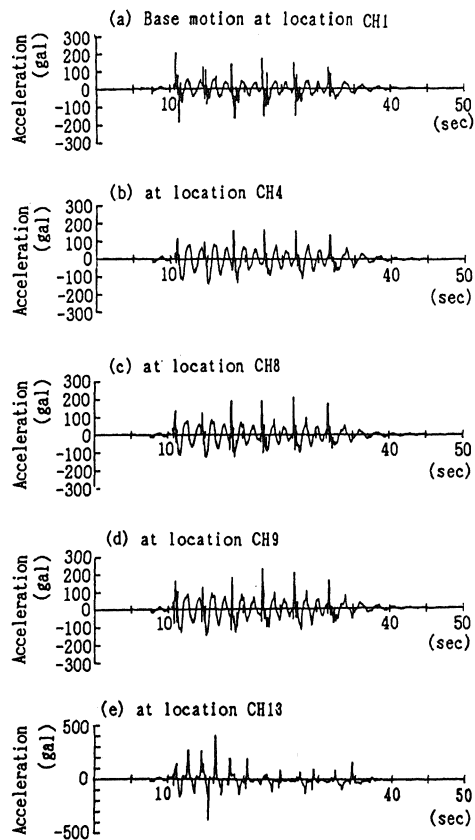 (a) Base motion at location CH1
300
200
100
0
-100
-200
-300
Acceleration
(gal)
10
40
50
(sec)
(b) at location CH4
300
200
100
0
-100
-200
-300
Acceleration
(gal)
10
40
50
(sec)
(c) at location CH8
300
200
100
0
-100
-200
-300
Acceleration
(gal)
10
40
50
(sec)
(d) at location CH9
300
200
100
0
-100
-200
-300
Acceleration
(gal)
10
40
50
(sec)
(e) at location CH13
500
0
-500
Acceleration
(gal)
10
40
50
(sec)